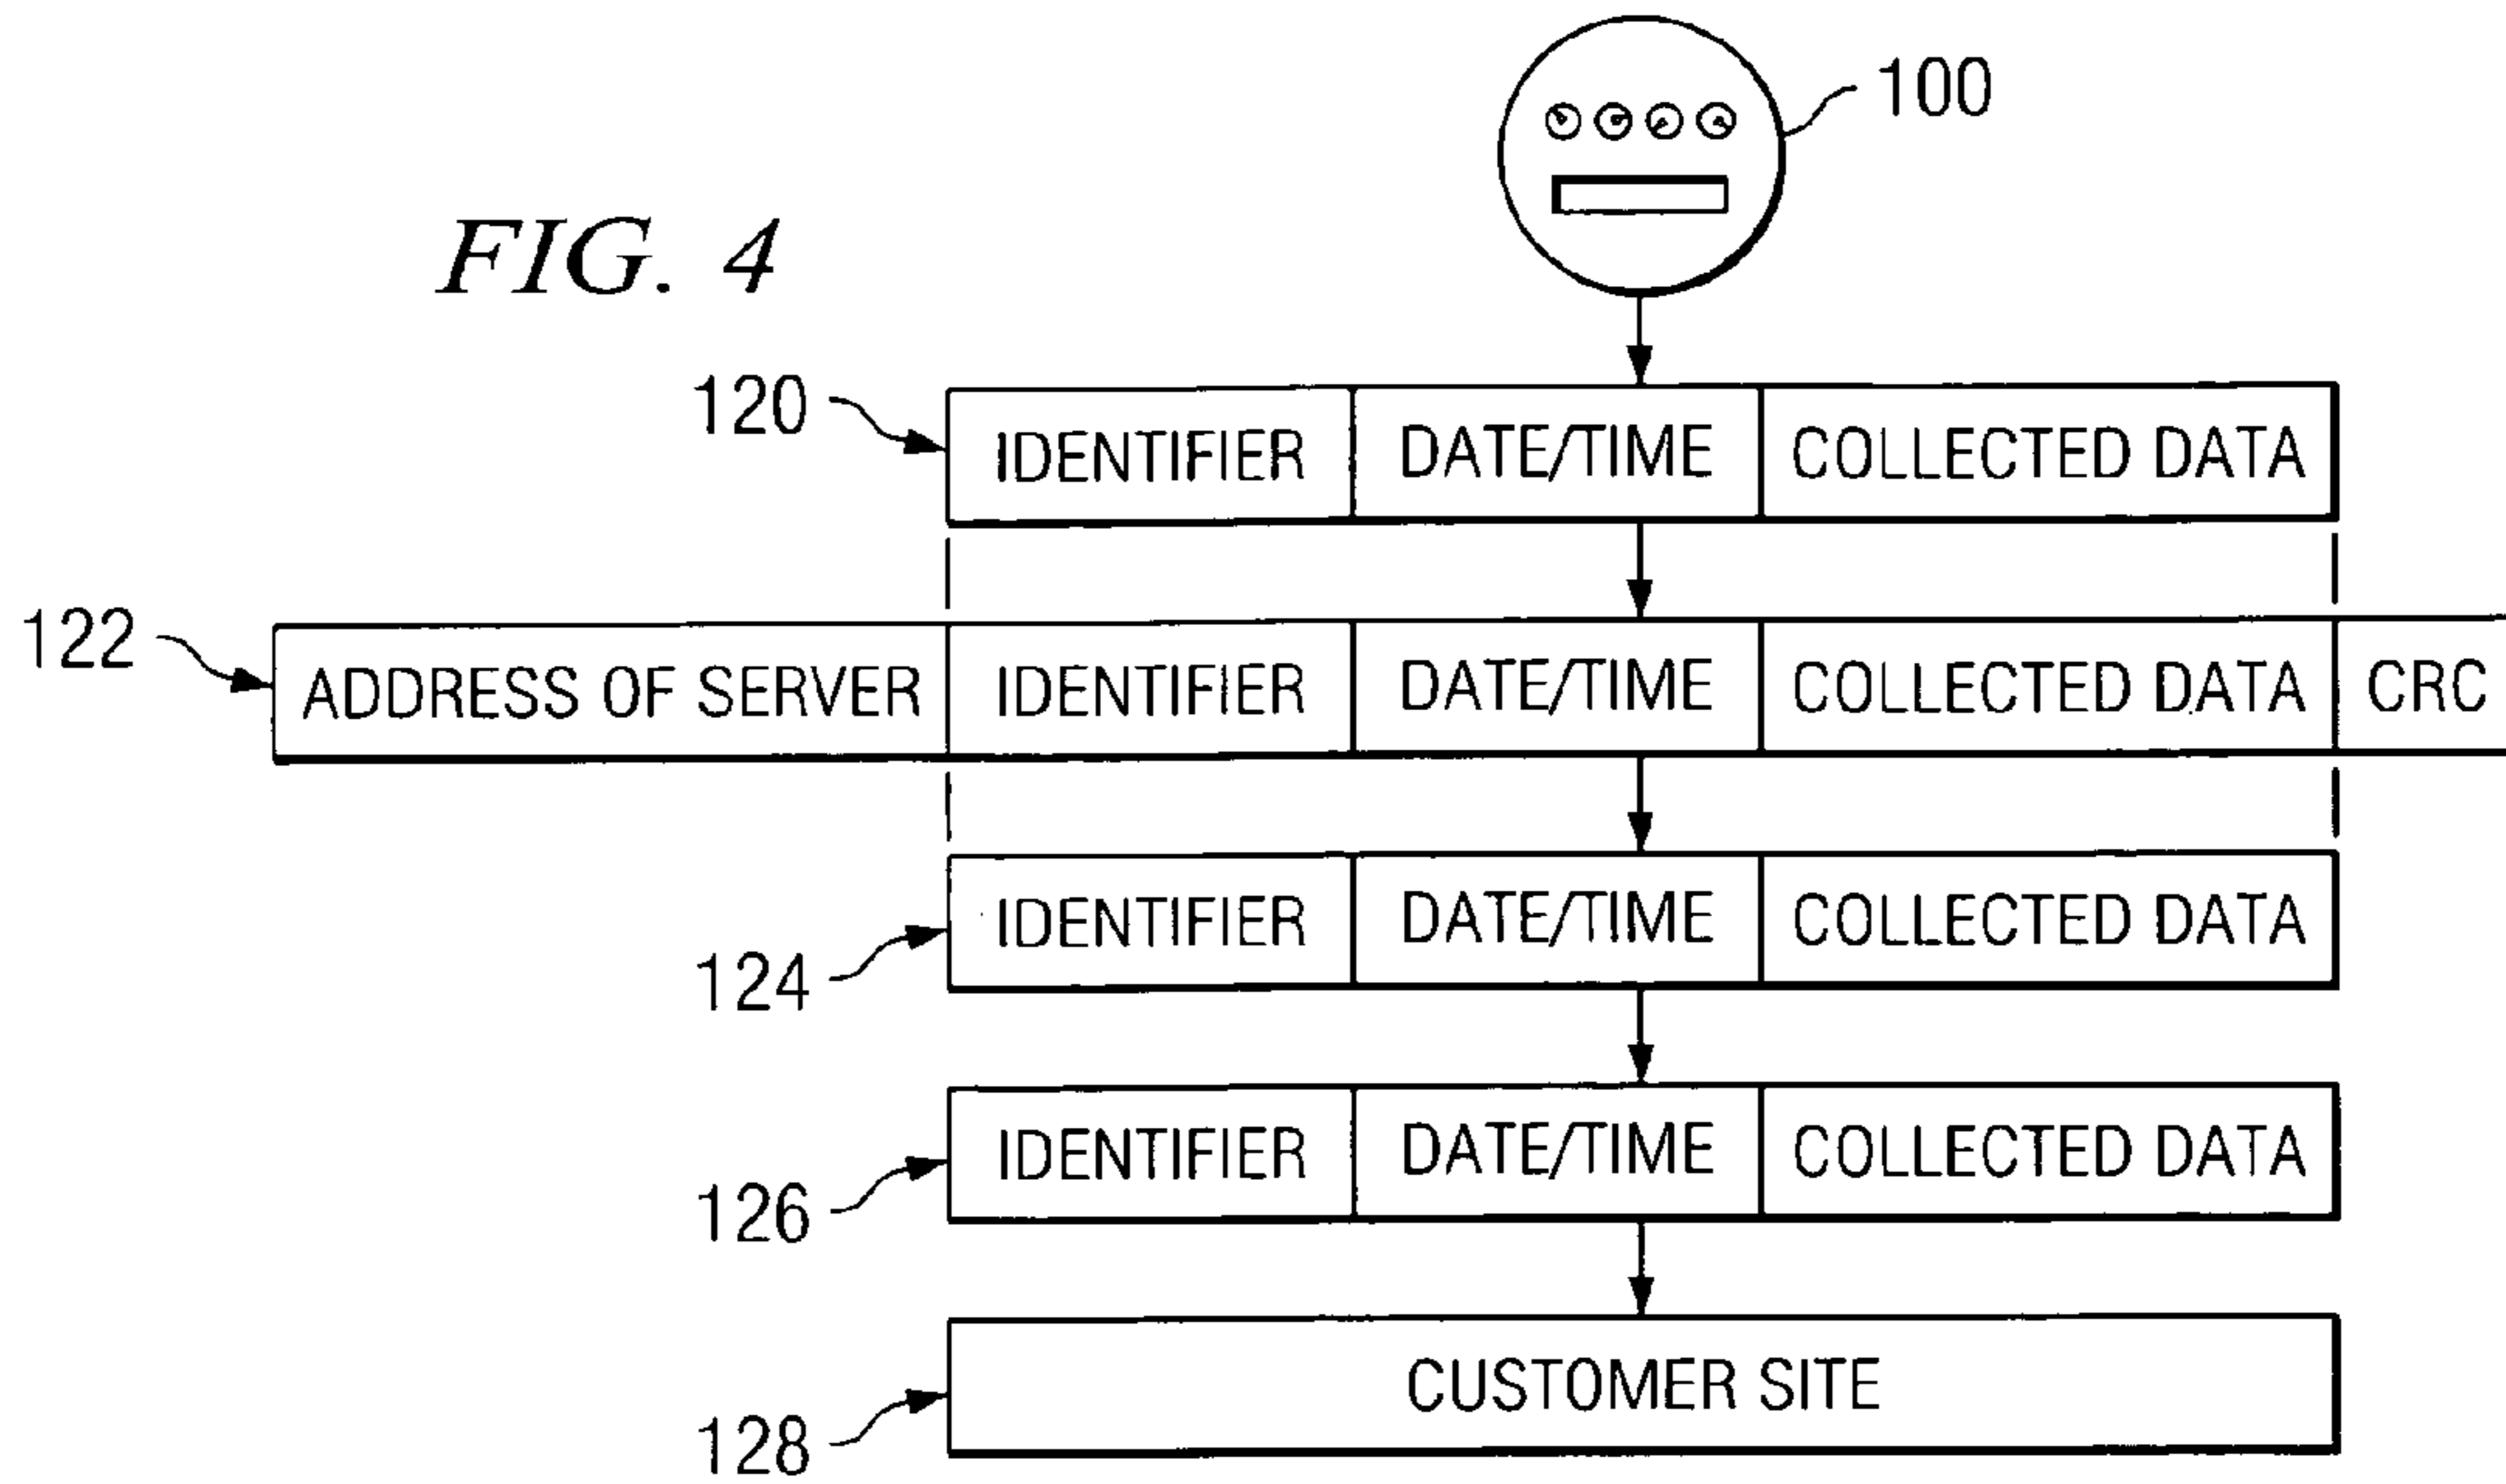 100
FIG. 4
120 IDENTIFIER DATE/TIME COLLECTED DATA
122 ADDRESS OF SERVER IDENTIFIER DATE/TIME COLLECTED DATA CRC
124 IDENTIFIER DATE/TIME COLLECTED DATA
126 IDENTIFIER DATE/TIME COLLECTED DATA
128 CUSTOMER SITE